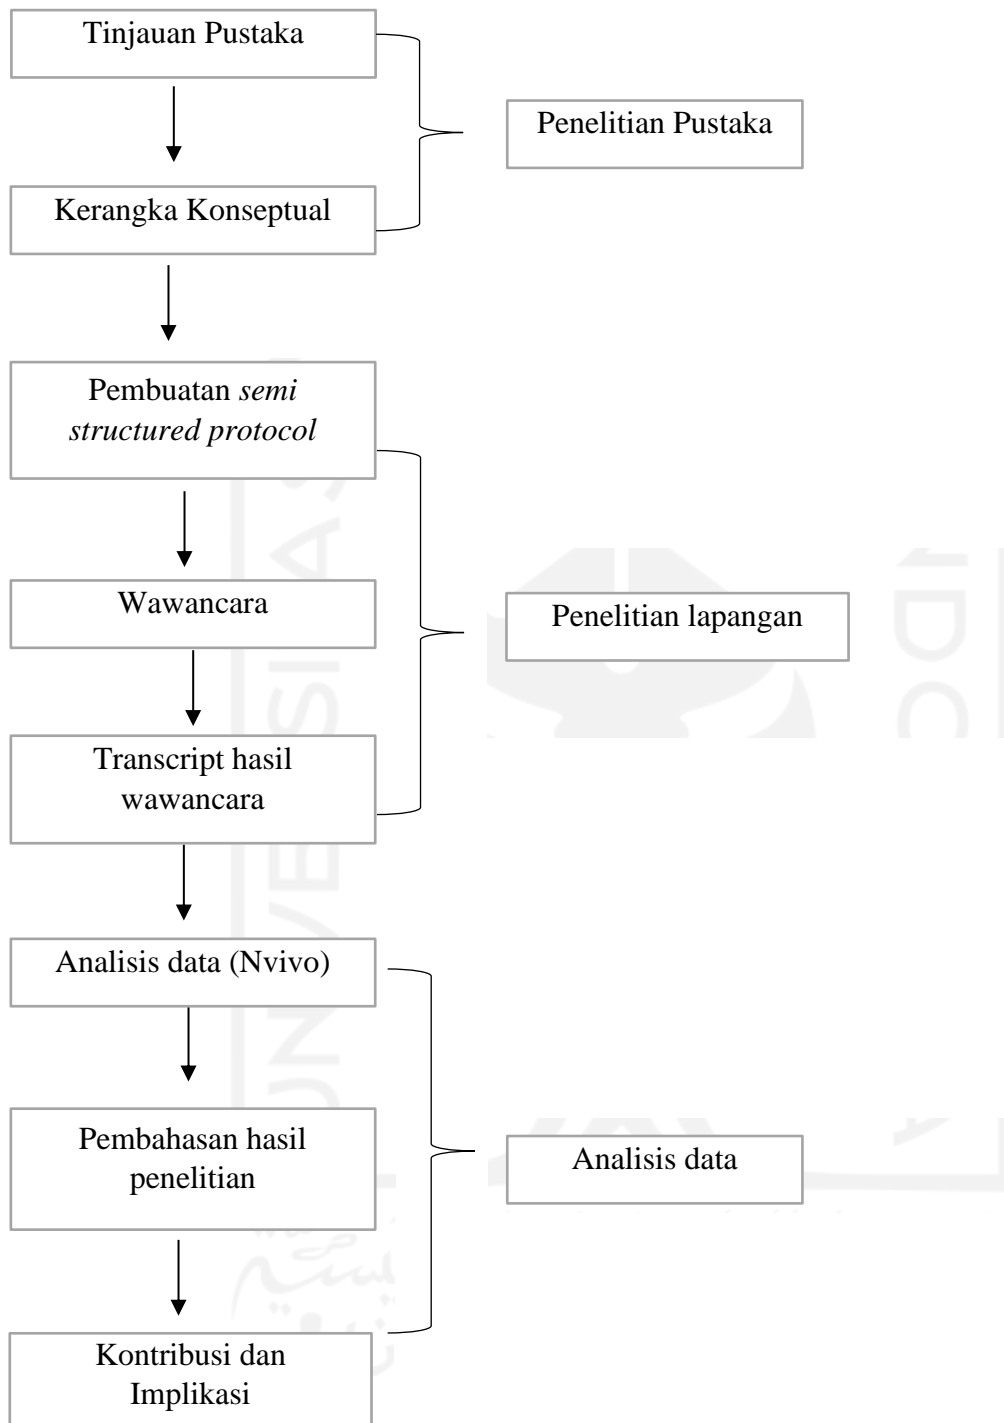 Tinjauan Pustaka
Penelitian Pustaka
Kerangka Konseptual
Pembuatan semi
structured protocol
Wawancara
Penelitian lapangan
Transcript hasil
wawancara
Analisis data (Nvivo)
Pembahasan hasil
penelitian
Analisis data
Kontribusi dan
Implikasi